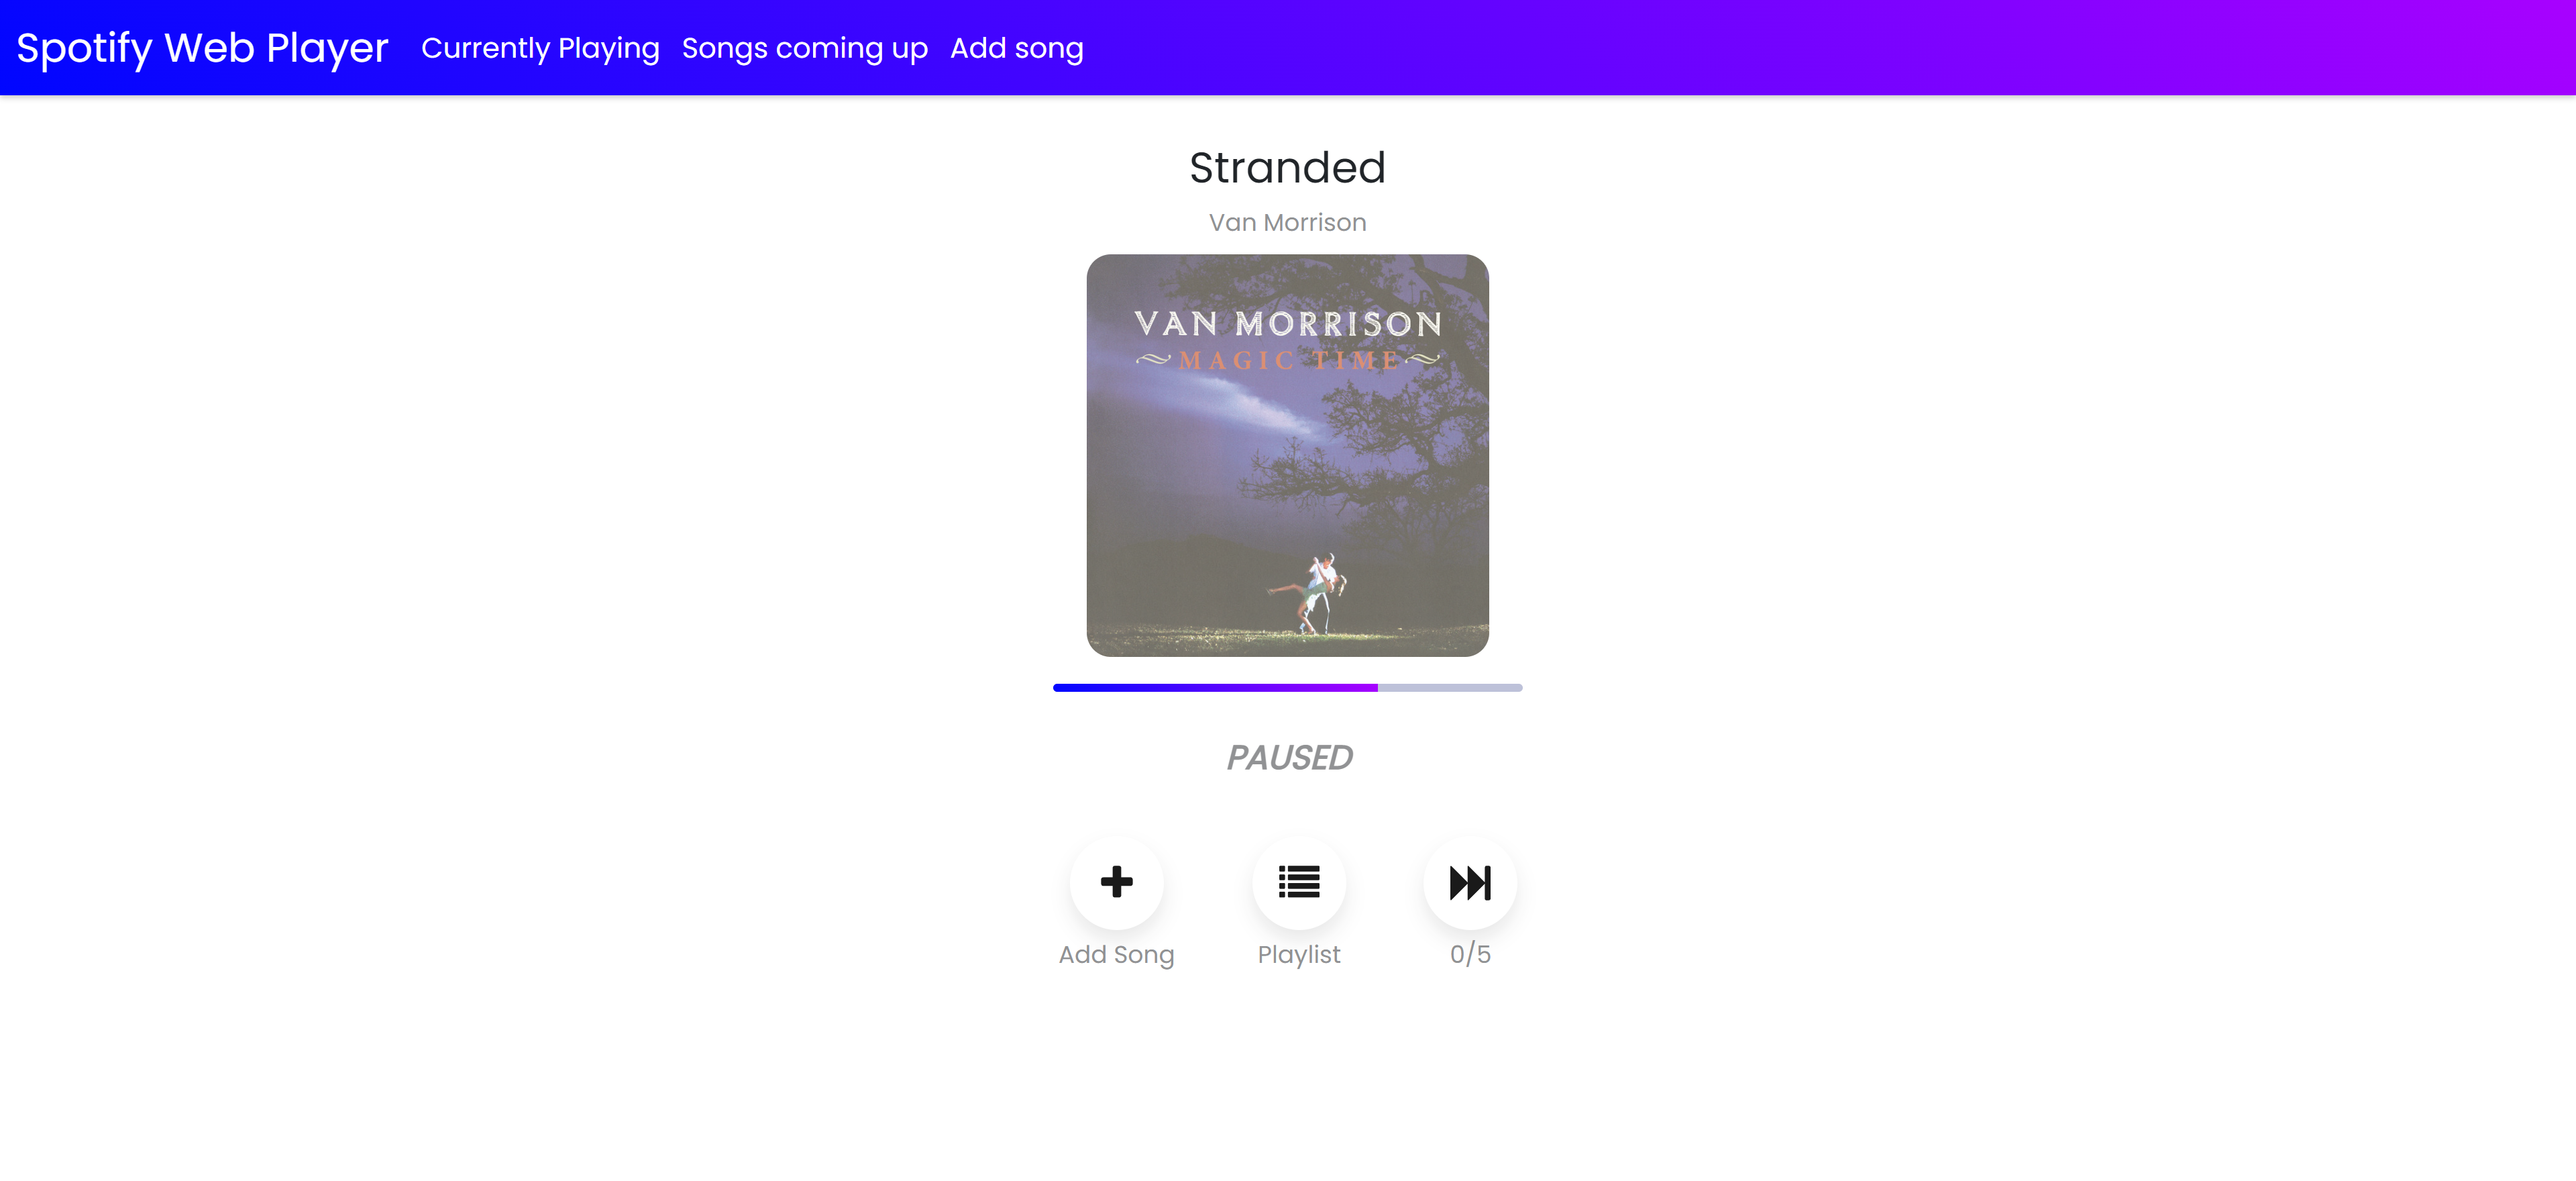 Spotify Web Player Currently Playing Songs coming up Add song
Stranded
Van Morrison
VAN MORRISON
MAGIC TIME
PAUSED
Add Song Playlist 0/5